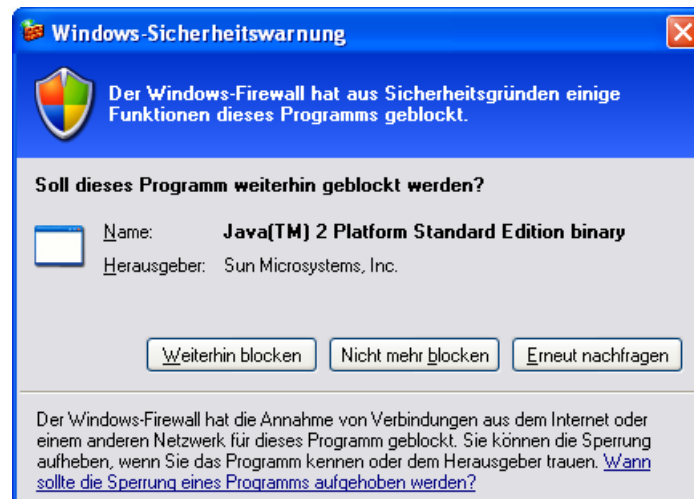 Windows-Sicherheitswarnung
Der Windows-Firewall hat aus Sicherheitsgründen einige
Funktionen dieses Programms geblockt.
Soll dieses Programm weiterhin geblockt werden?
Name: Java(TM) 2 Platform Standard Edition binary
Herausgeber: Sun Microsystems, Inc.
Weiterhin blocken Nicht mehr blocken Erneut nachfragen
Der Windows-Firewall hat die Annahme von Verbindungen aus dem Internet oder
einem anderen Netzwerk für dieses Programm geblockt. Sie können die Sperrung
aufheben, wenn Sie das Programm kennen oder dem Herausgeber trauen. Wann
sollte die Sperrung eines Programms aufgehoben werden?